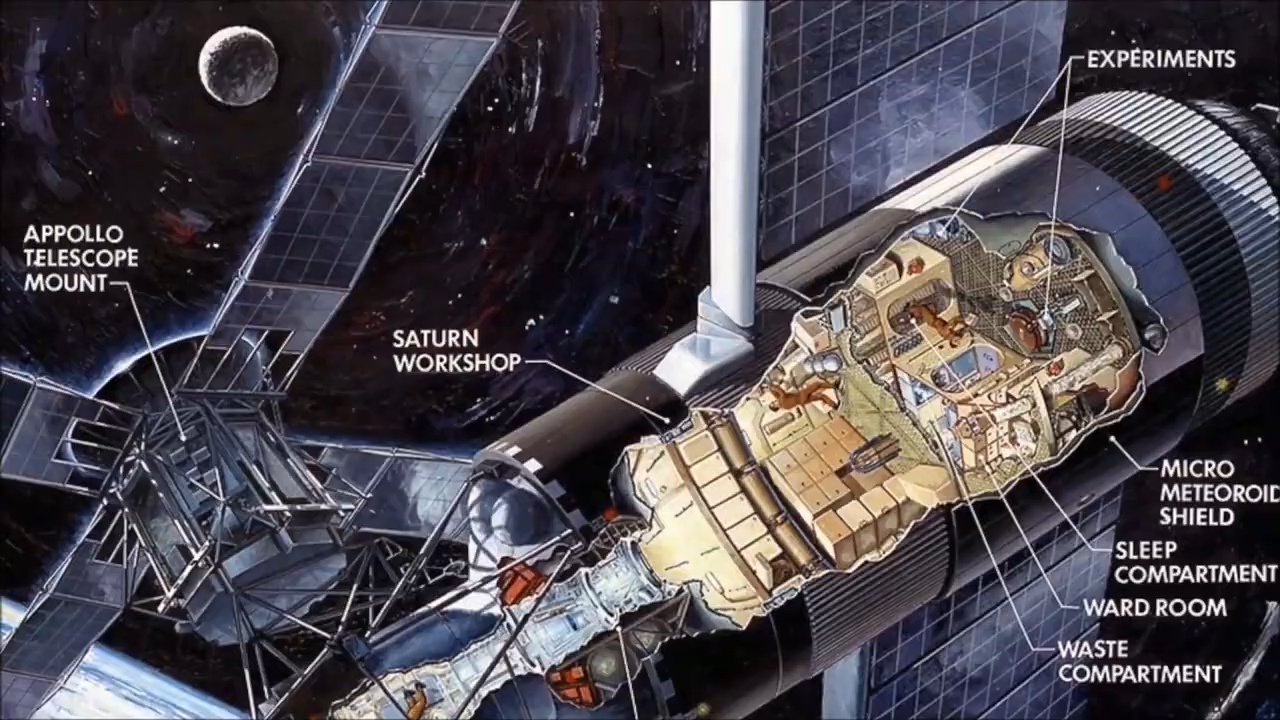 EXPERIMENTS
APPOLLO
TELESCOPE
MOUNT
SATURN
WORKSHOP
MICRO
METEOROID
SHIELD
SLEEP
COMPARTMENT
WARD ROOM
WASTE
COMPARTMENT